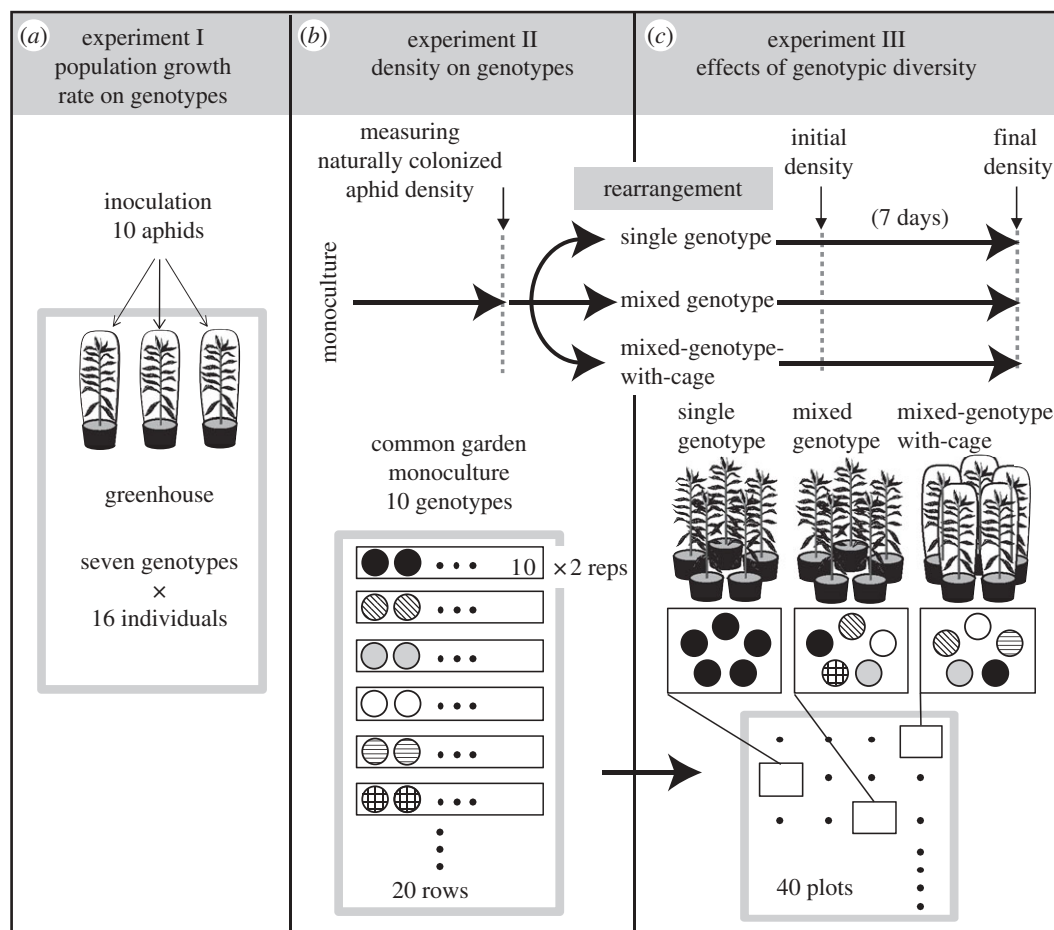 (a) experiment I
population growth
rate on genotypes
inoculation
10 aphids
greenhouse
seven genotypes
×
16 individuals
(b) experiment II
density on genotypes
measuring
naturally colonized
aphid density
monoculture
common garden
monoculture
10 genotypes
10 ×2 reps
20 rows
(c) experiment III
effects of genotypic diversity
rearrangement
initial
density
final
density
(7 days)
single genotype
mixed genotype
mixed-genotype-
with-cage
single
genotype
mixed
genotype
mixed-genotype
with-cage
40 plots